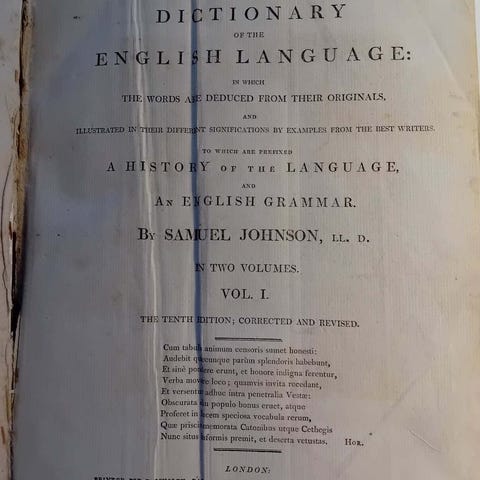 DICTIONARY
OF THE
ENGLISH LANGUAGE:
IN WHICH
THE WORDS ARE DEDUCED FROM THEIR ORIGINALS,
AND
ILLUSTRATED IN THEIR DIFFERENT SIGNIFICATIONS BY EXAMPLES FROM THE BEST WRITERS.
TO WHICH ARE PREFIXED
A HISTORY OF THE LANGUAGE,
AND
AN ENGLISH GRAMMAR.
BY SAMUEL JOHNSON, LL. D.
IN TWO VOLUMES.
VOL. I.
THE TENTH EDITION; CORRECTED AND REVISED.
Cum tabulis animum censoris sumet honesti:
Audebit quæcunque parùm splendoris habebunt,
Et sinè pondere erunt, et honore indigna ferentur,
Verba movere loco; quamvis invita recedant,
Et versentur adhuc intra penetralia Vestæ:
Obscurata diu populo bonus eruet, atque
Proferet in lucem speciosa vocabula rerum,
Quæ priscis memorata Catonibus utque Cethegis
Nunc situs informis premit, et deserta vetustas. HOR.
LONDON:
PRINTED FOR